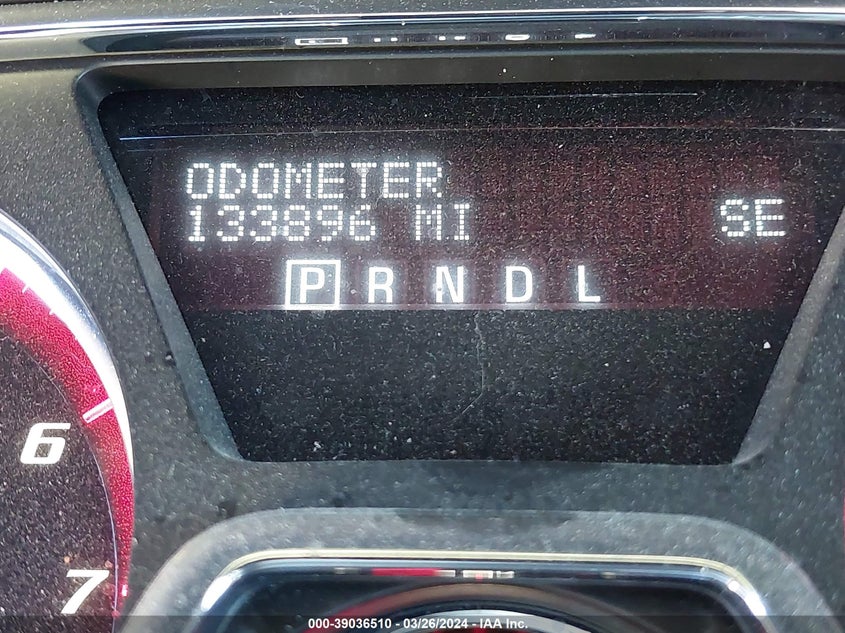 ODOMETER
133896 MI SE
P R N D L
6
7
000-39036510 - 03/26/2024 - IAA Inc.